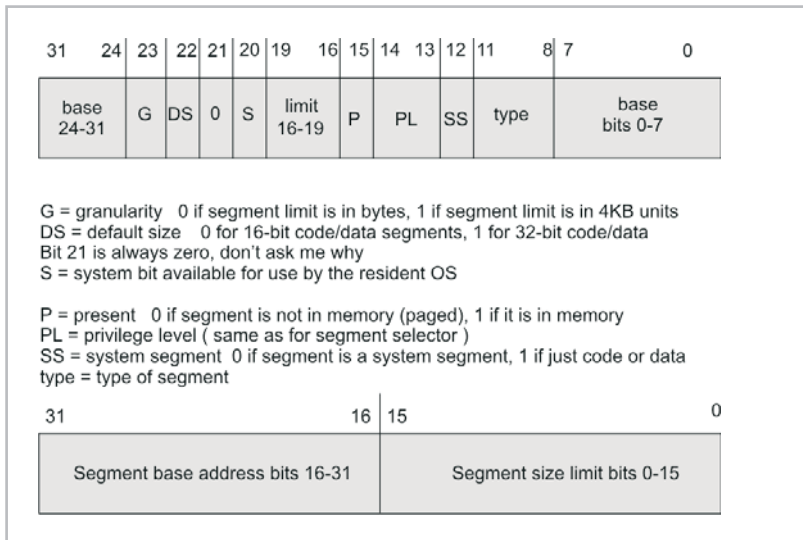 31 24 23 22 21 20 19 16 15 14 13 12 11 8 7 0
base 24-31 G DS 0 S limit 16-19 P PL SS type base bits 0-7
G = granularity 0 if segment limit is in bytes, 1 if segment limit is in 4KB units
DS = default size 0 for 16-bit code/data segments, 1 for 32-bit code/data
Bit 21 is always zero, don't ask me why
S = system bit available for use by the resident OS
P = present 0 if segment is not in memory (paged), 1 if it is in memory
PL = privilege level ( same as for segment selector )
SS = system segment 0 if segment is a system segment, 1 if just code or data
type = type of segment
31 16 15 0
Segment base address bits 16-31 Segment size limit bits 0-15